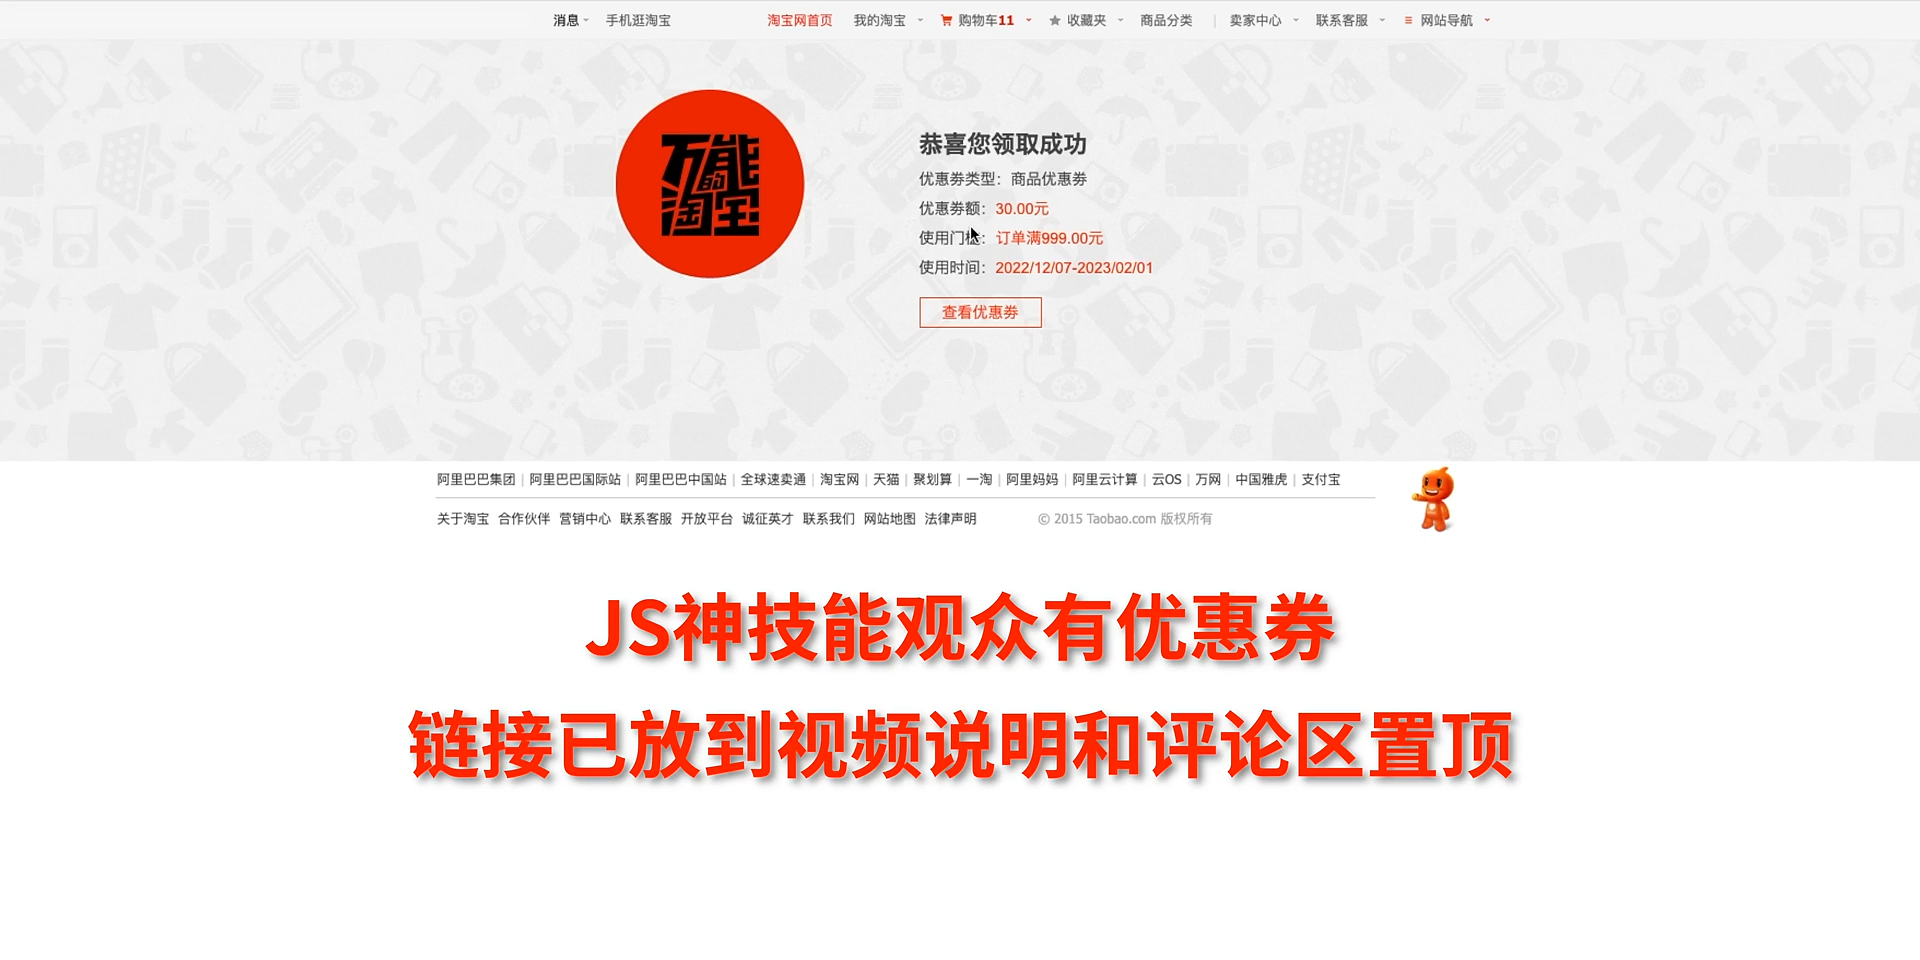 消息 手机逛淘宝 淘宝网首页 我的淘宝 购物车11 收藏夹 商品分类 | 卖家中心 联系客服 网站导航
万能的淘宝
恭喜您领取成功
优惠券类型：商品优惠券
优惠券额：30.00元
使用门槛：订单满999.00元
使用时间：2022/12/07-2023/02/01
查看优惠券
阿里巴巴集团 | 阿里巴巴国际站 | 阿里巴巴中国站 | 全球速卖通 | 淘宝网 | 天猫 | 聚划算 | 一淘 | 阿里妈妈 | 阿里云计算 | 云OS | 万网 | 中国雅虎 | 支付宝
关于淘宝 合作伙伴 营销中心 联系客服 开放平台 诚征英才 联系我们 网站地图 法律声明 © 2015 Taobao.com 版权所有
JS神技能观众有优惠券
链接已放到视频说明和评论区置顶